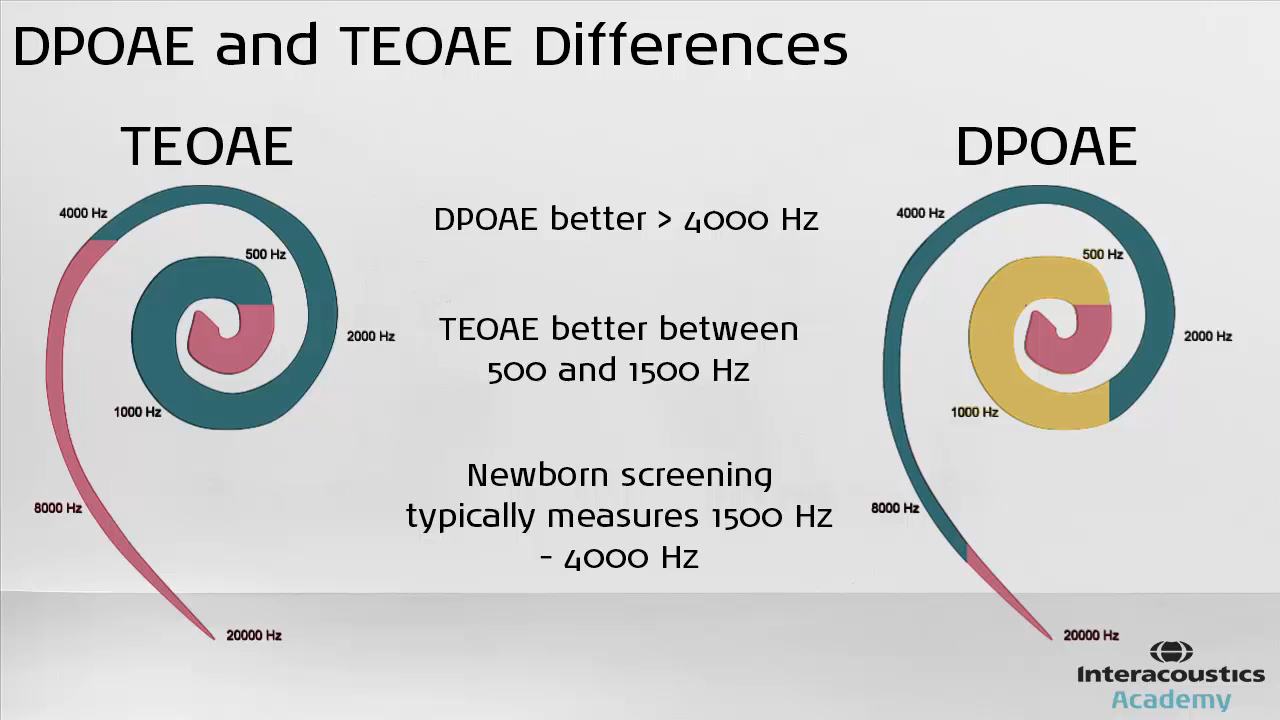 DPOAE and TEOAE Differences
TEOAE
4000 Hz
500 Hz
2000 Hz
1000 Hz
8000 Hz
20000 Hz
DPOAE better > 4000 Hz
TEOAE better between
500 and 1500 Hz
Newborn screening
typically measures 1500 Hz
- 4000 Hz
DPOAE
4000 Hz
500 Hz
2000 Hz
1000 Hz
8000 Hz
20000 Hz
Interacoustics
Academy